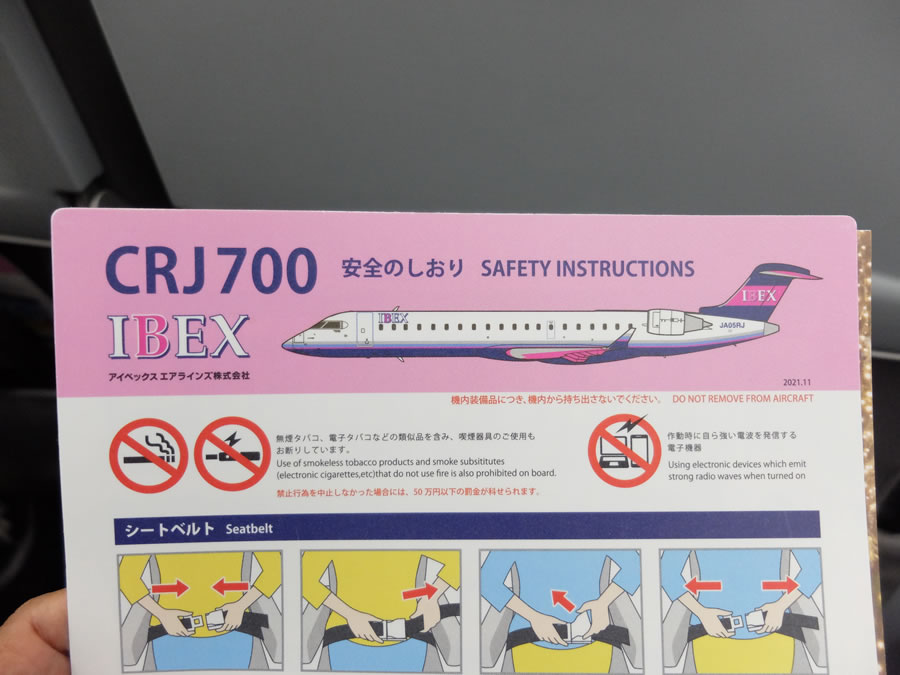 CRJ 700 安全のしおり SAFETY INSTRUCTIONS
IBEX
アイベックス エアラインズ株式会社
IBEX
IBEX
JA05RJ
2021.11
機内装備品につき、機内から持ち出さないでください。 DO NOT REMOVE FROM AIRCRAFT
無煙タバコ、電子タバコなどの類似品を含み、喫煙器具のご使用も
お断りしています。
Use of smokeless tobacco products and smoke subsititutes
(electronic cigarettes,etc)that do not use fire is also prohibited on board.
禁止行為を中止しなかった場合には、50 万円以下の罰金が科せられます。
作動時に自ら強い電波を発信する
電子機器
Using electronic devices which emit
strong radio waves when turned on
シートベルト Seatbelt